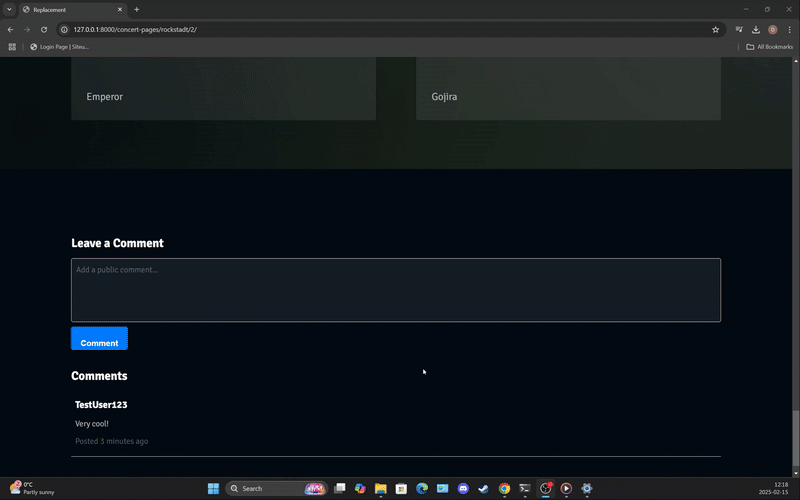 Replacement
127.0.0.1:8000/concert-pages/rockstadt/2/
Login Page | Siteu...
All Bookmarks
Emperor
Gojira
Leave a Comment
Add a public comment...
Comment
Comments
TestUser123
Very cool!
Posted 3 minutes ago
0°C
Partly sunny
Search
12:18
2025-02-15